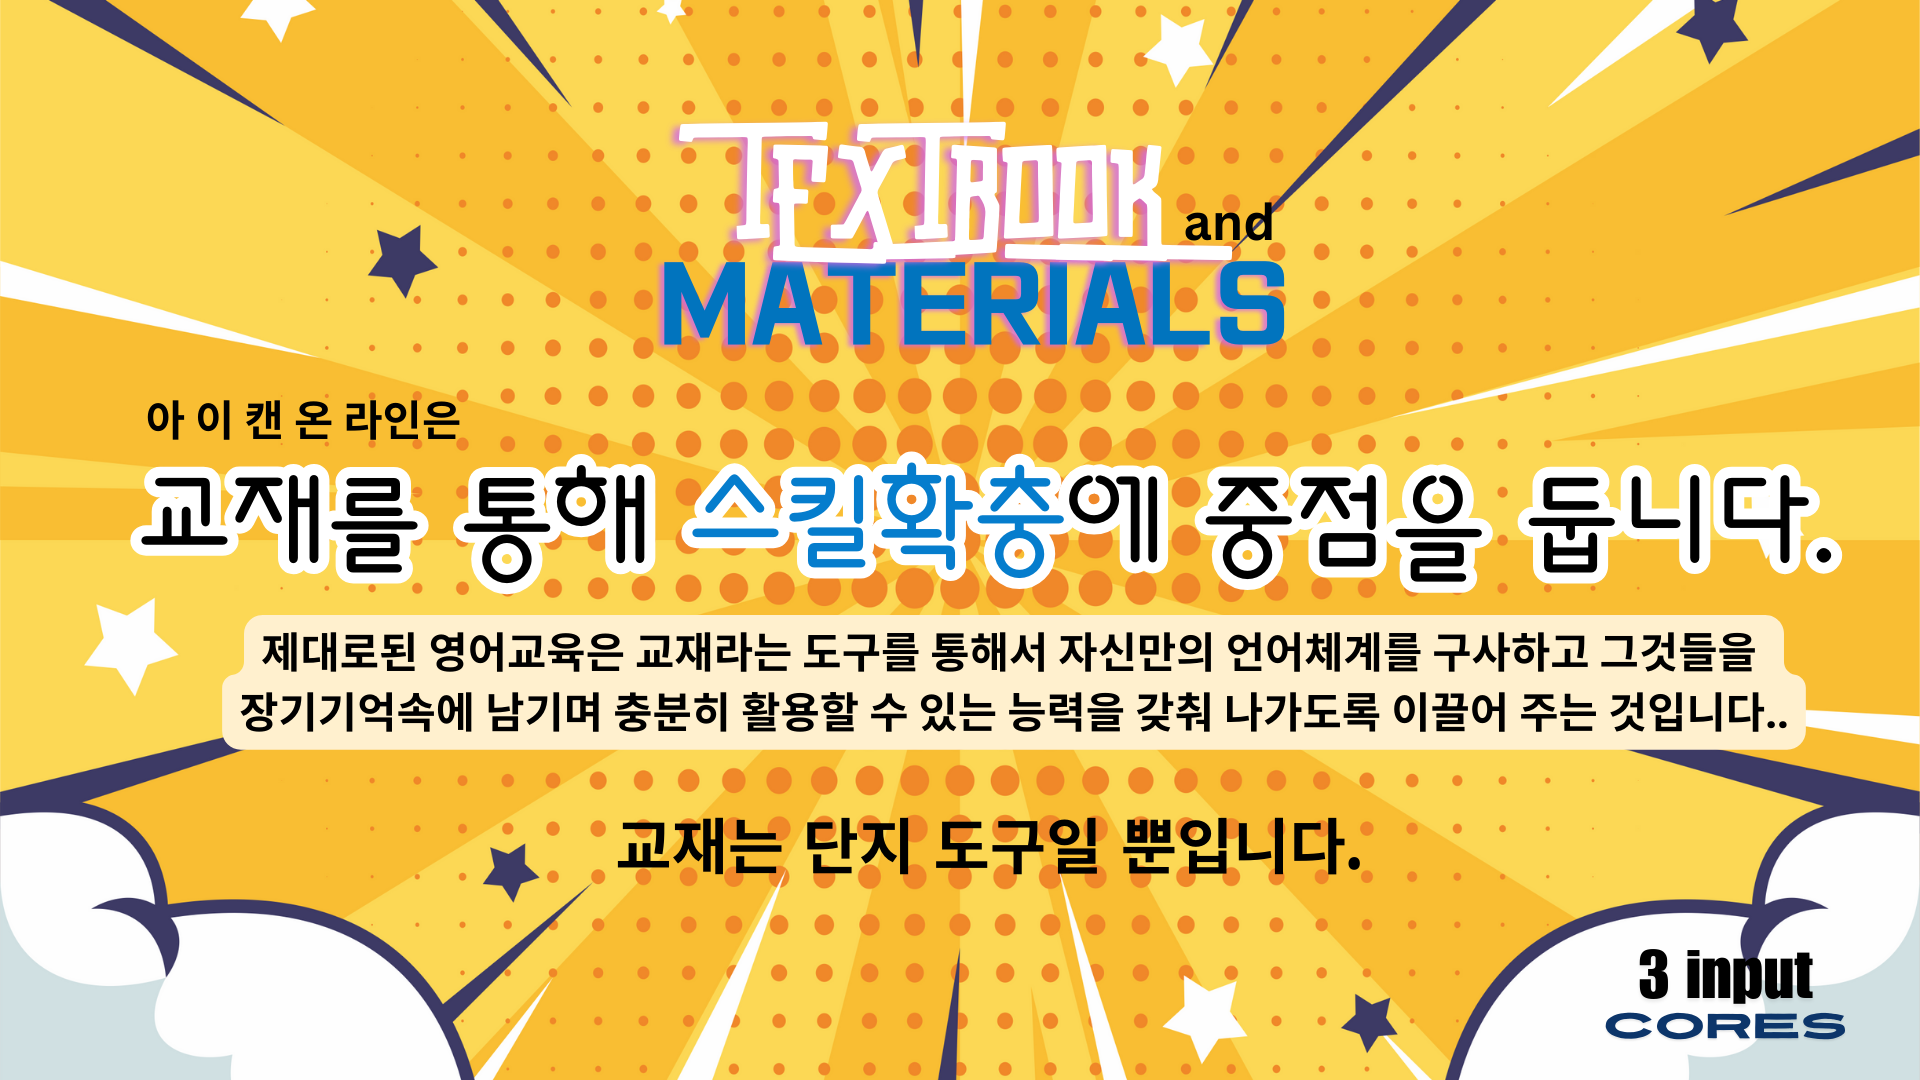 TEXTBOOK and
MATERIALS
아 이 캔 온 라인은
교재를 통해 스킬확충에 중점을 둡니다.
제대로된 영어교육은 교재라는 도구를 통해서 자신만의 언어체계를 구사하고 그것들을
장기기억속에 남기며 충분히 활용할 수 있는 능력을 갖춰 나가도록 이끌어 주는 것입니다..
교재는 단지 도구일 뿐입니다.
3 input
CORES